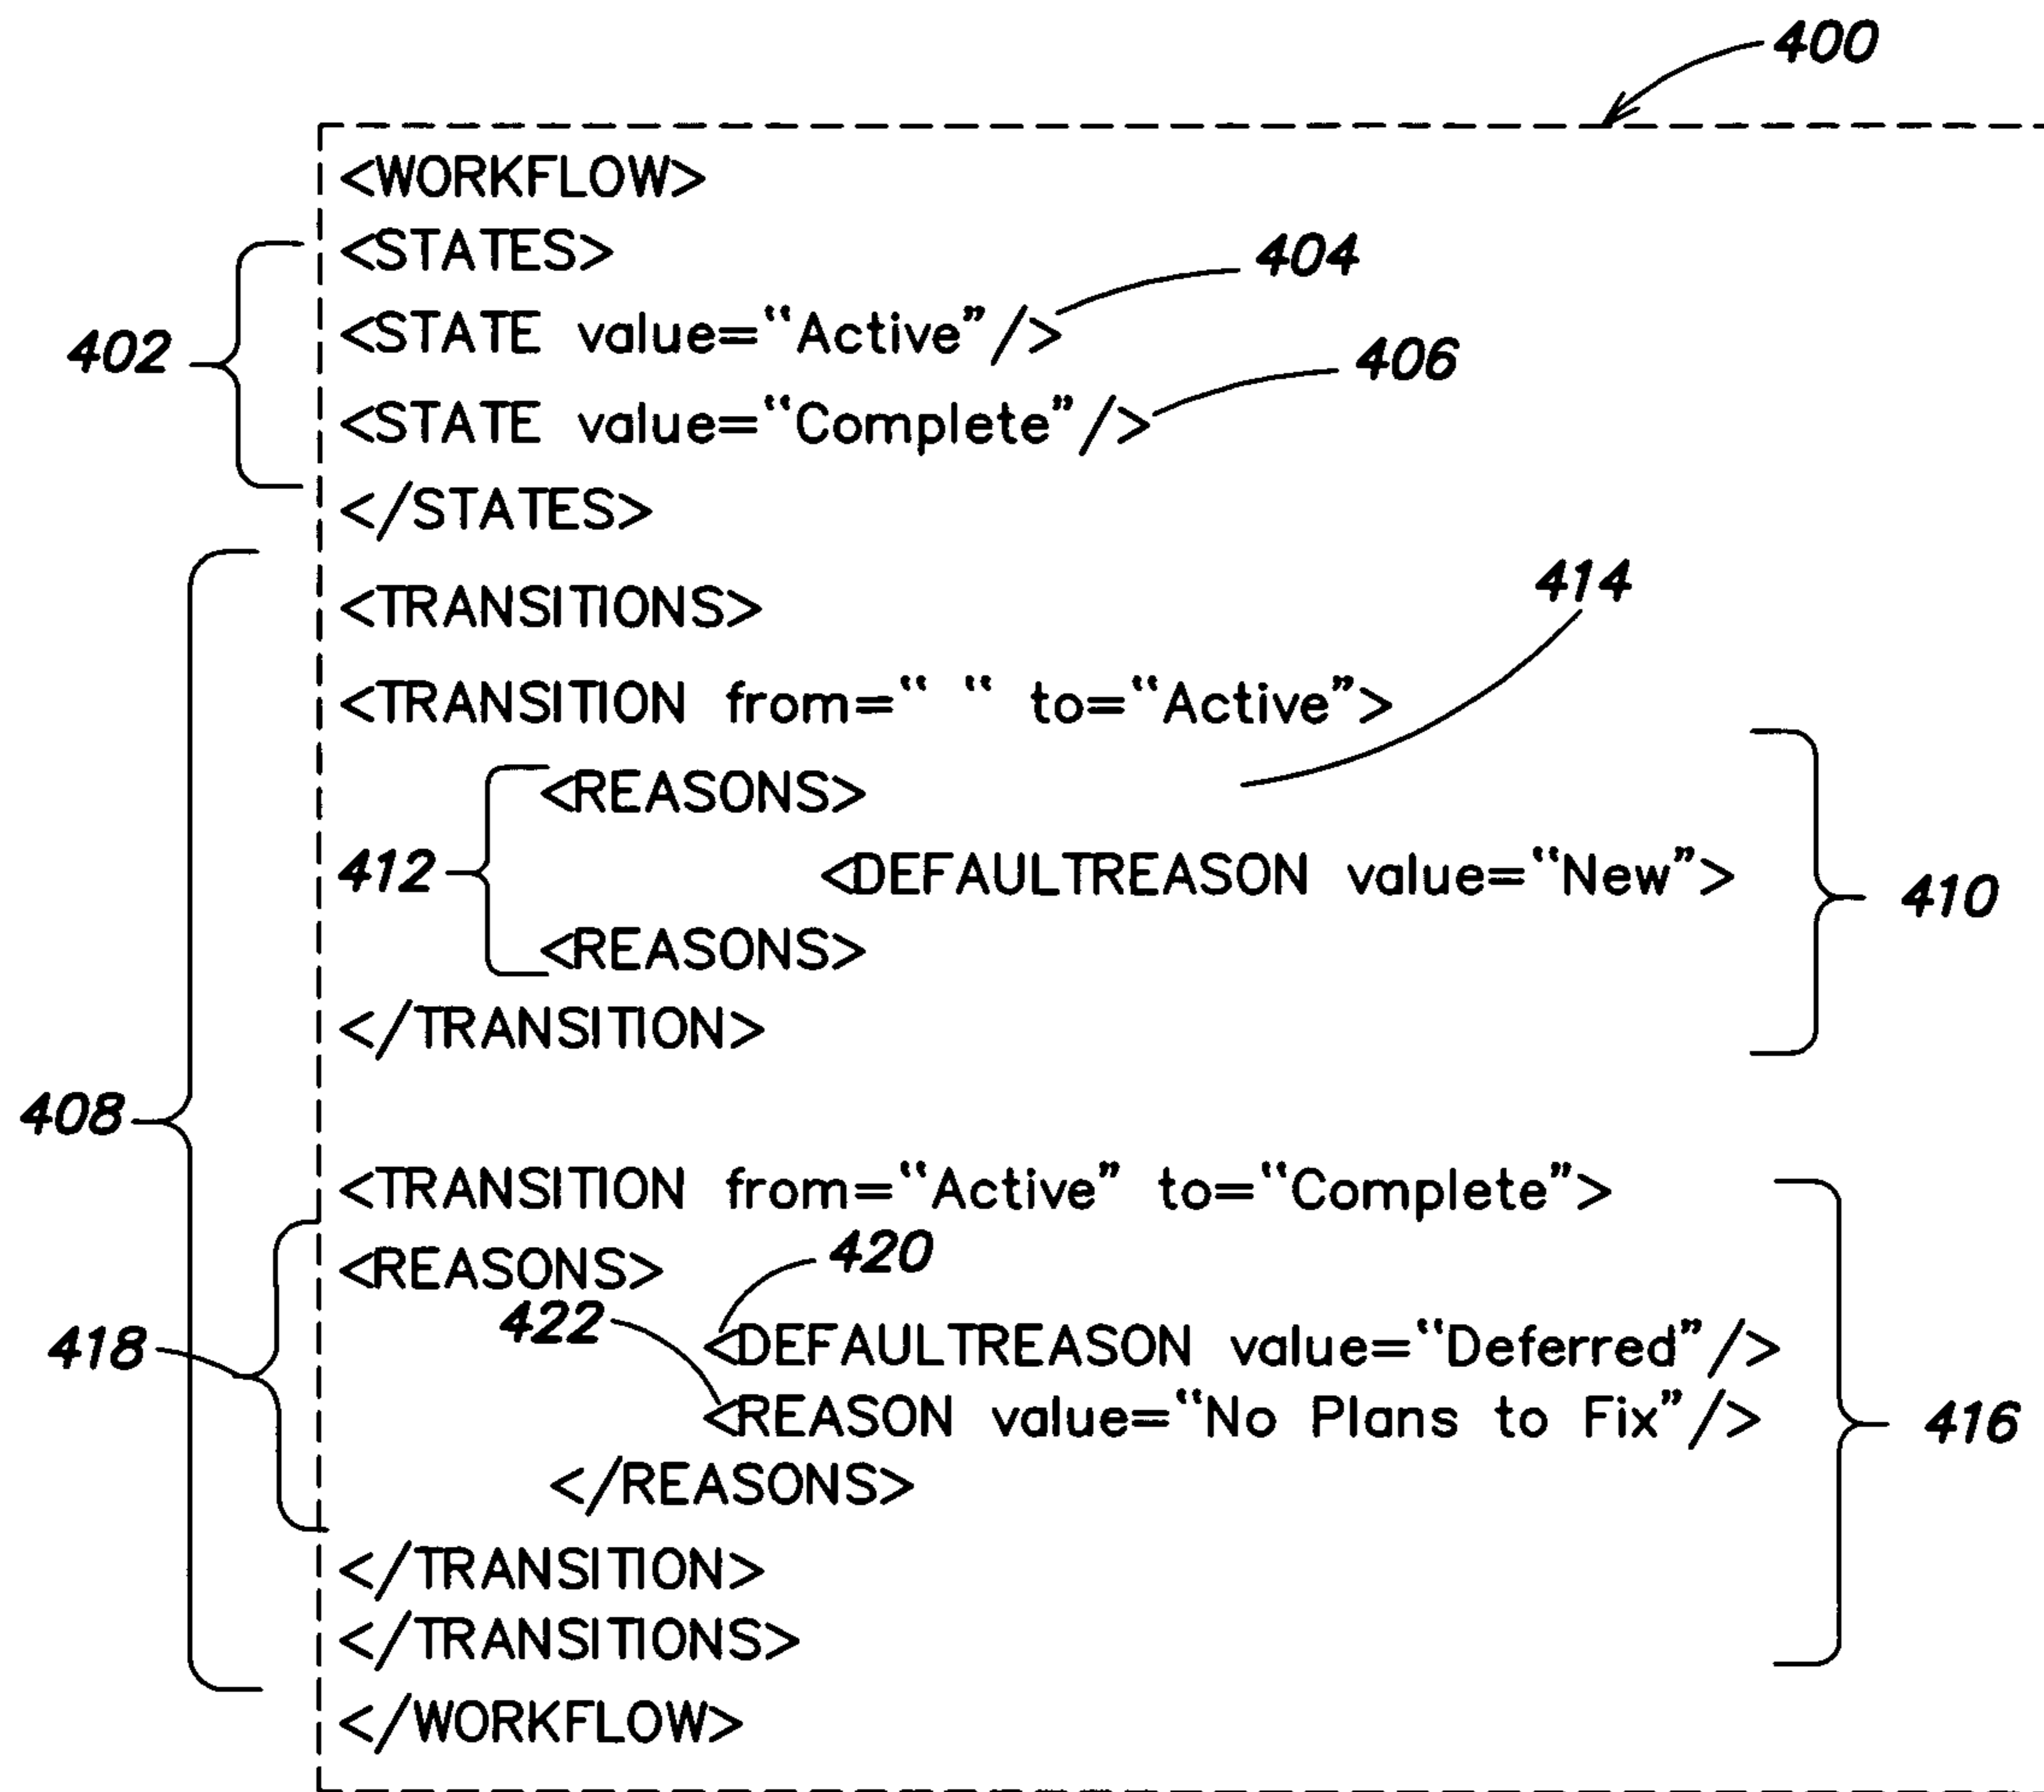 400
<WORKFLOW>
<STATES>
404
<STATE value="Active"/>
402
406
<STATE value="Complete"/>
</STATES>
414
<TRANSITIONS>
<TRANSITION from=“ “ to=“Active”>
<REASONS>
412
<DEFAULTREASON value=“New”>
410
<REASONS>
</TRANSITION>
408
<TRANSITION from=“Active” to=“Complete”>
420
<REASONS>
422
418
<DEFAULTREASON value=“Deferred”/>
<REASON value=“No Plans to Fix”/>
416
</REASONS>
</TRANSITION>
</TRANSITIONS>
</WORKFLOW>